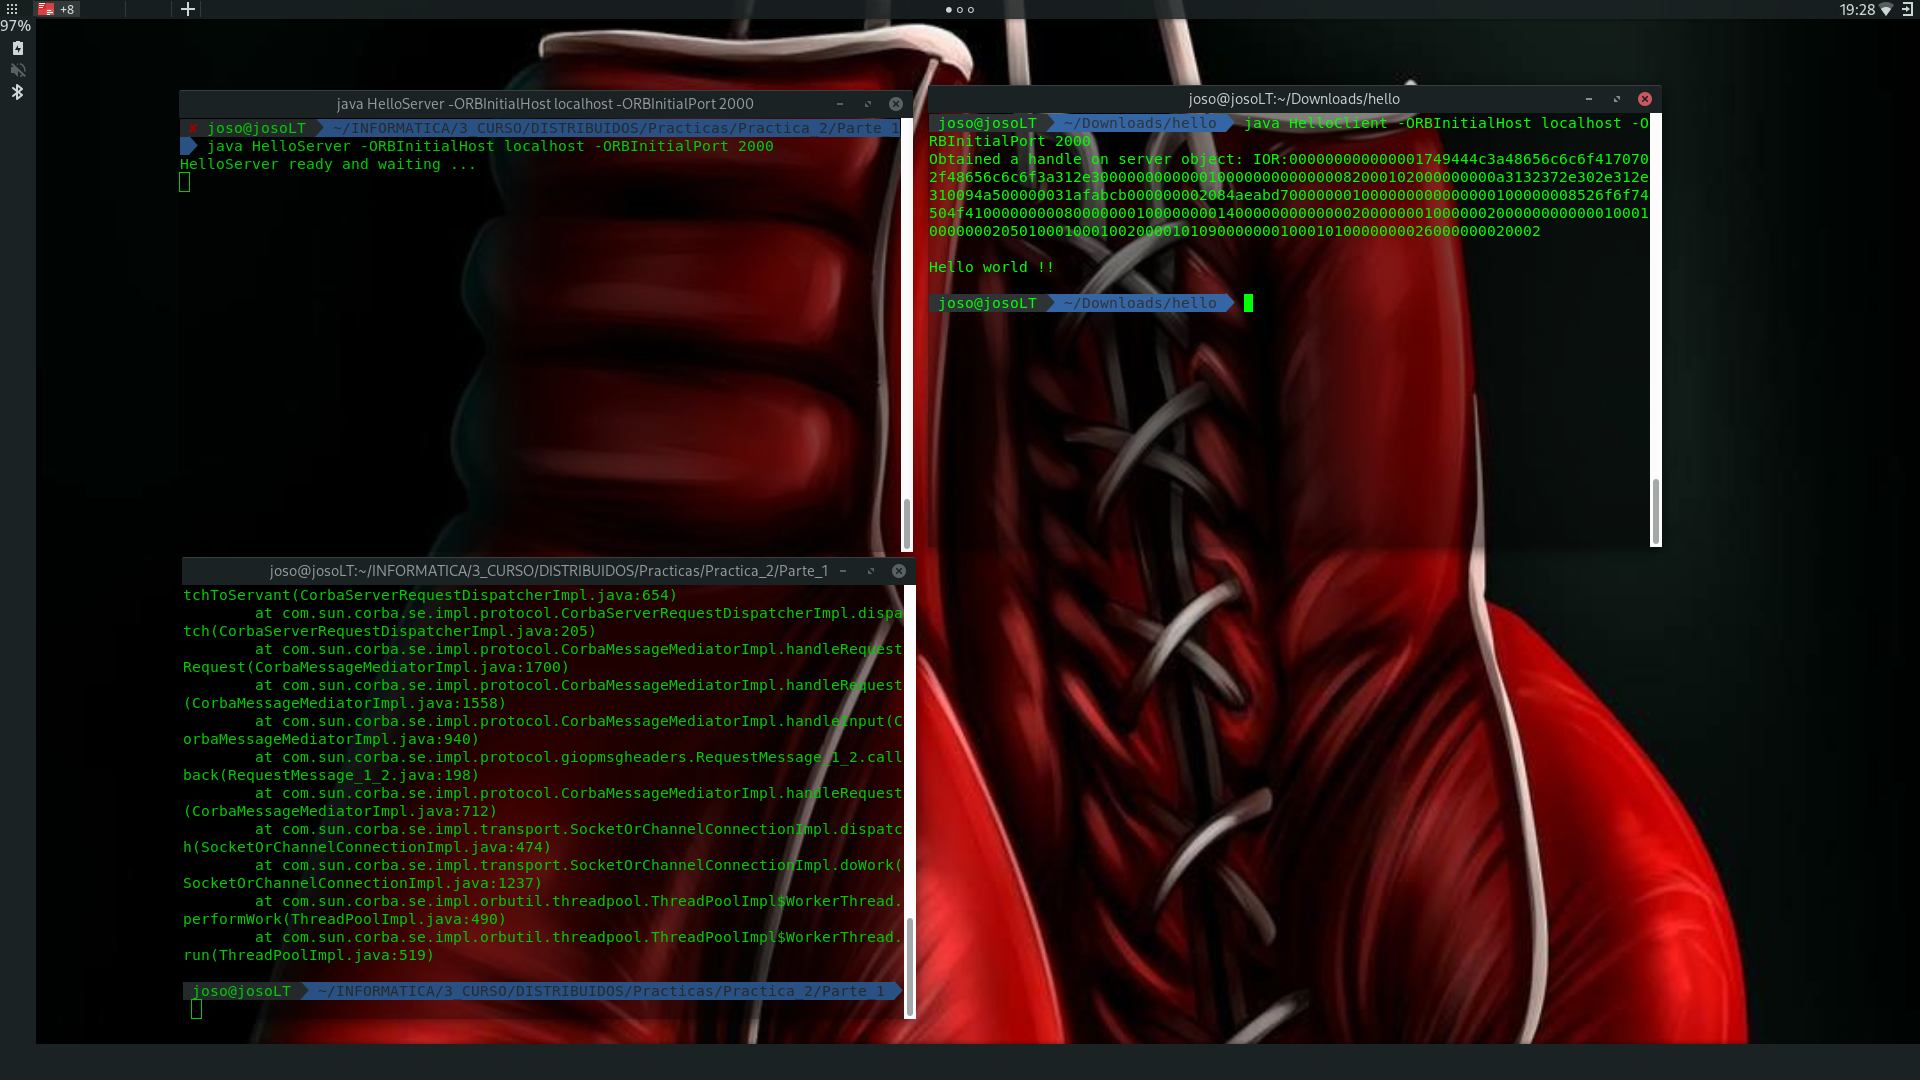 +8
19:28
97%
java HelloServer -ORBInitialHost localhost -ORBInitialPort 2000
✘ joso@josoLT ~/INFORMATICA/3_CURSO/DISTRIBUIDOS/Practicas/Practica_2/Parte_1
java HelloServer -ORBInitialHost localhost -ORBInitialPort 2000
HelloServer ready and waiting ...
joso@josoLT:~/Downloads/hello
joso@josoLT ~/Downloads/hello java HelloClient -ORBInitialHost localhost -O
RBInitialPort 2000
Obtained a handle on server object: IOR:000000000000001749444c3a48656c6c6f417070
2f48656c6c6f3a312e30000000000000010000000000000082000102000000000a3132372e302e312e
310094a500000031afabcb0000000002084aeabd700000001000000000000000100000008526f6f74
504f410000000008000000010000000014000000000000020000000100000020000000000000010001
0000000205010001000100200001010900000001000101000000002600000002002
Hello world !!
joso@josoLT ~/Downloads/hello
joso@josoLT:~/INFORMATICA/3_CURSO/DISTRIBUIDOS/Practicas/Practica_2/Parte_1
tchToServant(CorbaServerRequestDispatcherImpl.java:654)
at com.sun.corba.se.impl.protocol.CorbaServerRequestDispatcherImpl.dispa
tch(CorbaServerRequestDispatcherImpl.java:205)
at com.sun.corba.se.impl.protocol.CorbaMessageMediatorImpl.handleRequest
Request(CorbaMessageMediatorImpl.java:1700)
at com.sun.corba.se.impl.protocol.CorbaMessageMediatorImpl.handleRequest
(CorbaMessageMediatorImpl.java:1558)
at com.sun.corba.se.impl.protocol.CorbaMessageMediatorImpl.handleInput(C
orbaMessageMediatorImpl.java:940)
at com.sun.corba.se.impl.protocol.giopmsgheaders.RequestMessage_1_2.call
back(RequestMessage_1_2.java:198)
at com.sun.corba.se.impl.protocol.CorbaMessageMediatorImpl.handleRequest
(CorbaMessageMediatorImpl.java:712)
at com.sun.corba.se.impl.transport.SocketOrChannelConnectionImpl.dispatc
h(SocketOrChannelConnectionImpl.java:474)
at com.sun.corba.se.impl.transport.SocketOrChannelConnectionImpl.doWork(
SocketOrChannelConnectionImpl.java:1237)
at com.sun.corba.se.impl.orbutil.threadpool.ThreadPoolImpl$WorkerThread.
performWork(ThreadPoolImpl.java:490)
at com.sun.corba.se.impl.orbutil.threadpool.ThreadPoolImpl$WorkerThread.
run(ThreadPoolImpl.java:519)
joso@josoLT ~/INFORMATICA/3_CURSO/DISTRIBUIDOS/Practicas/Practica_2/Parte_1